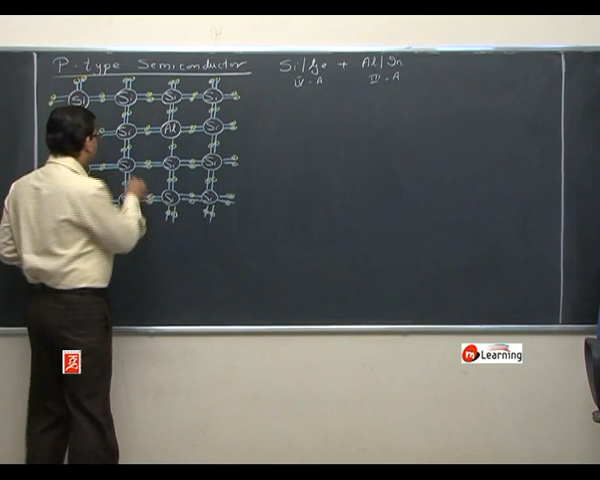 P-type Semiconductor
Si/Ge + Al/In
IV-A III-A
Si Si Si Si
Si Al Si
Si Si Si
Si Si
m Learning